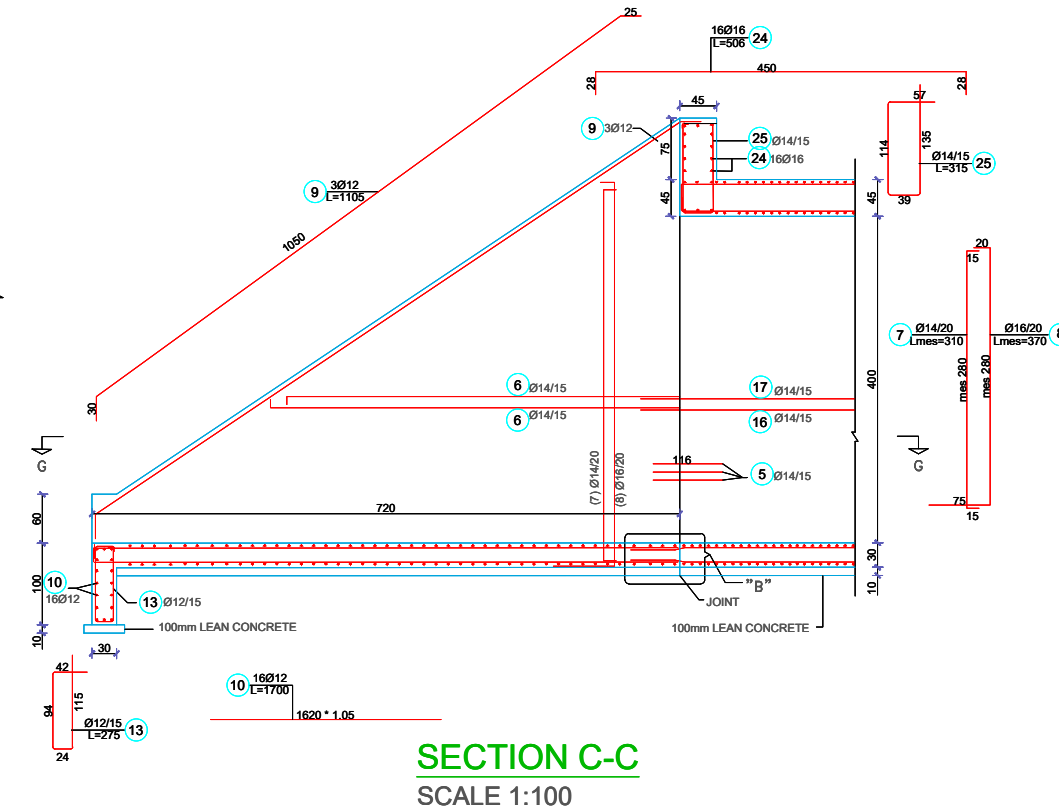 25
16Ø16
L=506
24
450
28
28
45
57
9
3Ø12
25
Ø14/15
75
24
16Ø16
114
135
Ø14/15
L=315
25
39
45
45
9
3Ø12
L=1105
1050
20
15
7
Ø14/20
Lmes=310
Ø16/20
Lmes=370
mes 280
mes 280
400
6
Ø14/15
17
Ø14/15
30
6
Ø14/15
16
Ø14/15
G
G
116
5
Ø14/15
(7) Ø14/20
(8) Ø16/20
75
15
60
720
100
30
10
10
16Ø12
13
Ø12/15
"B"
JOINT
100mm LEAN CONCRETE
100mm LEAN CONCRETE
10
30
42
94
115
Ø12/15
L=275
13
24
10
16Ø12
L=1700
1620 * 1.05
SECTION C-C
SCALE 1:100